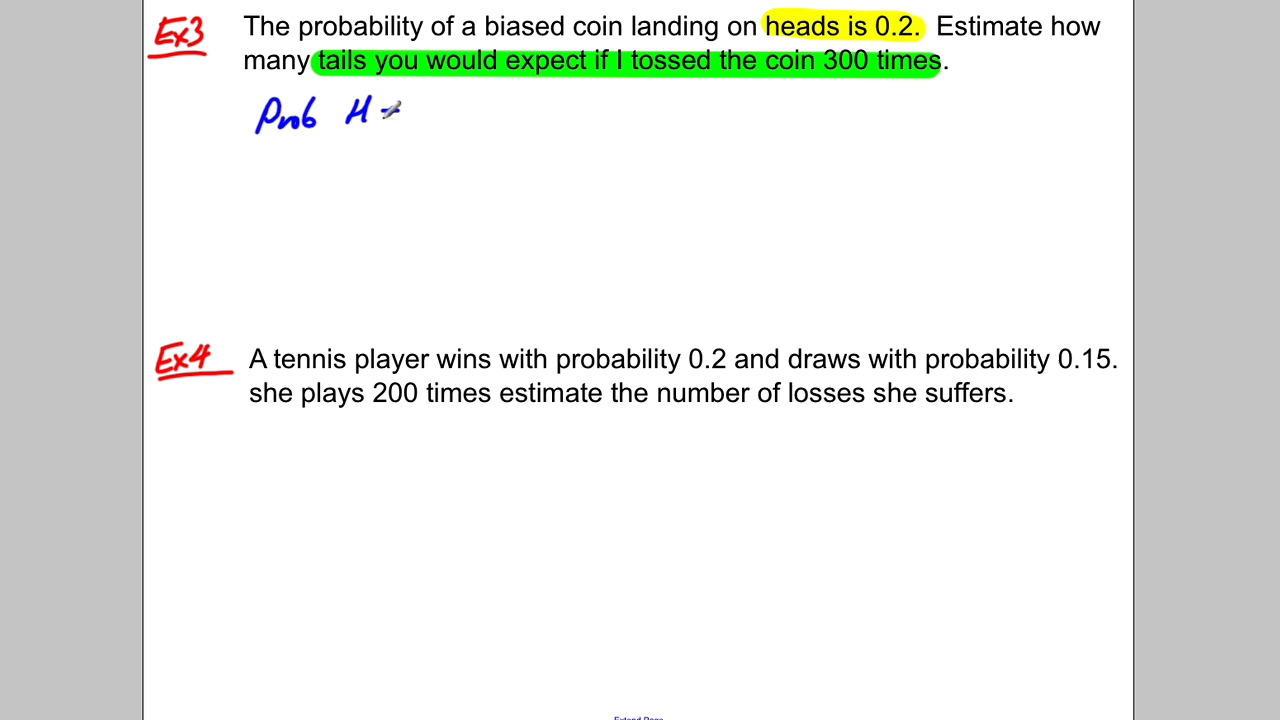 Ex3 The probability of a biased coin landing on heads is 0.2. Estimate how
many tails you would expect if I tossed the coin 300 times.
Prob H =
Ex4 A tennis player wins with probability 0.2 and draws with probability 0.15.
she plays 200 times estimate the number of losses she suffers.
Extend Page